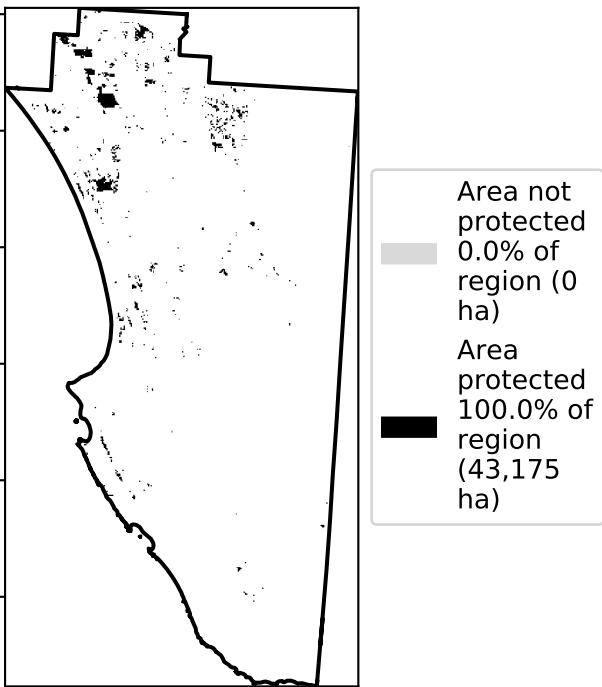 Area not
protected
0.0% of
region (0
ha)
Area
protected
100.0% of
region
(43,175
ha)